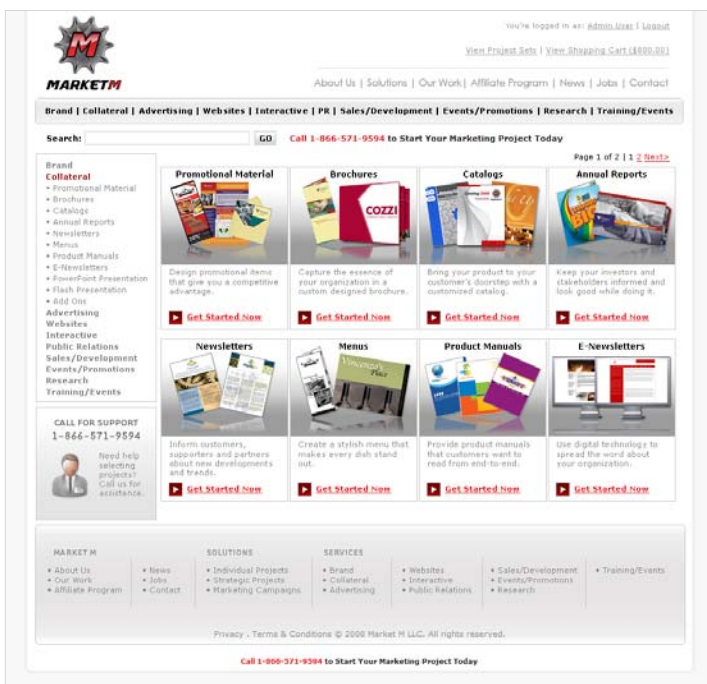 You're logged in as: Admin User | Logout
View Project Sets | View Shopping Cart ($600.00)
M
MARKETM
About Us | Solutions | Our Work | Affiliate Program | News | Jobs | Contact
Brand | Collateral | Advertising | Websites | Interactive | PR | Sales/Development | Events/Promotions | Research | Training/Events
Search: GO Call 1-866-571-9594 to Start Your Marketing Project Today
Page 1 of 2 | 1 2 Next>
Brand
Collateral
• Promotional Material
• Brochures
• Catalogs
• Annual Reports
• Newsletters
• Menus
• Product Manuals
• E-Newsletters
• PowerPoint Presentation
• Flash Presentation
• Add Ons
Advertising
Websites
Interactive
Public Relations
Sales/Development
Events/Promotions
Research
Training/Events
CALL FOR SUPPORT
1-866-571-9594
Need help
selecting
projects?
Call us for
assistance.
Promotional Material
Design promotional items
that give you a competitive
advantage.
Get Started Now
Brochures
COZZI
Capture the essence of
your organization in a
custom designed brochure.
Get Started Now
Catalogs
Bring your product to your
customer's doorstep with a
customized catalog.
Get Started Now
Annual Reports
Keep your investors and
stakeholders informed and
look good while doing it.
Get Started Now
Newsletters
Inform customers,
supporters and partners
about new developments
and trends.
Get Started Now
Menus
Vincenzo's
Place
Create a stylish menu that
makes every dish stand
out.
Get Started Now
Product Manuals
Provide product manuals
that customers want to
read from end-to-end.
Get Started Now
E-Newsletters
Use digital technology to
spread the word about
your organization.
Get Started Now
MARKET M
• About Us
• Our Work
• Affiliate Program
• News
• Jobs
• Contact
SOLUTIONS
• Individual Projects
• Strategic Projects
• Marketing Campaigns
SERVICES
• Brand
• Collateral
• Advertising
• Websites
• Interactive
• Public Relations
• Sales/Development
• Events/Promotions
• Research
• Training/Events
Privacy . Terms & Conditions © 2008 Market M LLC. All rights reserved.
Call 1-866-571-9594 to Start Your Marketing Project Today